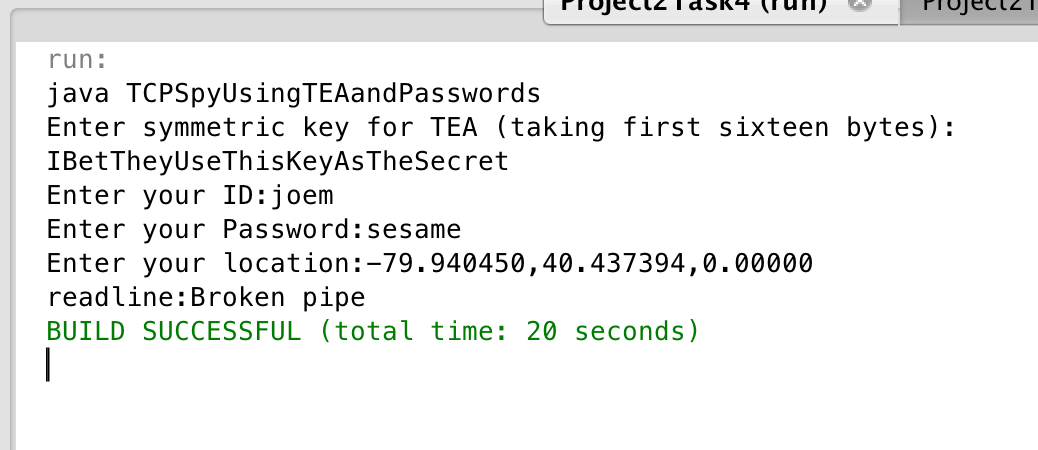 Project2Task4 (run) Project2T
run:
java TCPSpyUsingTEAandPasswords
Enter symmetric key for TEA (taking first sixteen bytes):
IBetTheyUseThisKeyAsTheSecret
Enter your ID:joem
Enter your Password:sesame
Enter your location:-79.940450,40.437394,0.00000
readline:Broken pipe
BUILD SUCCESSFUL (total time: 20 seconds)